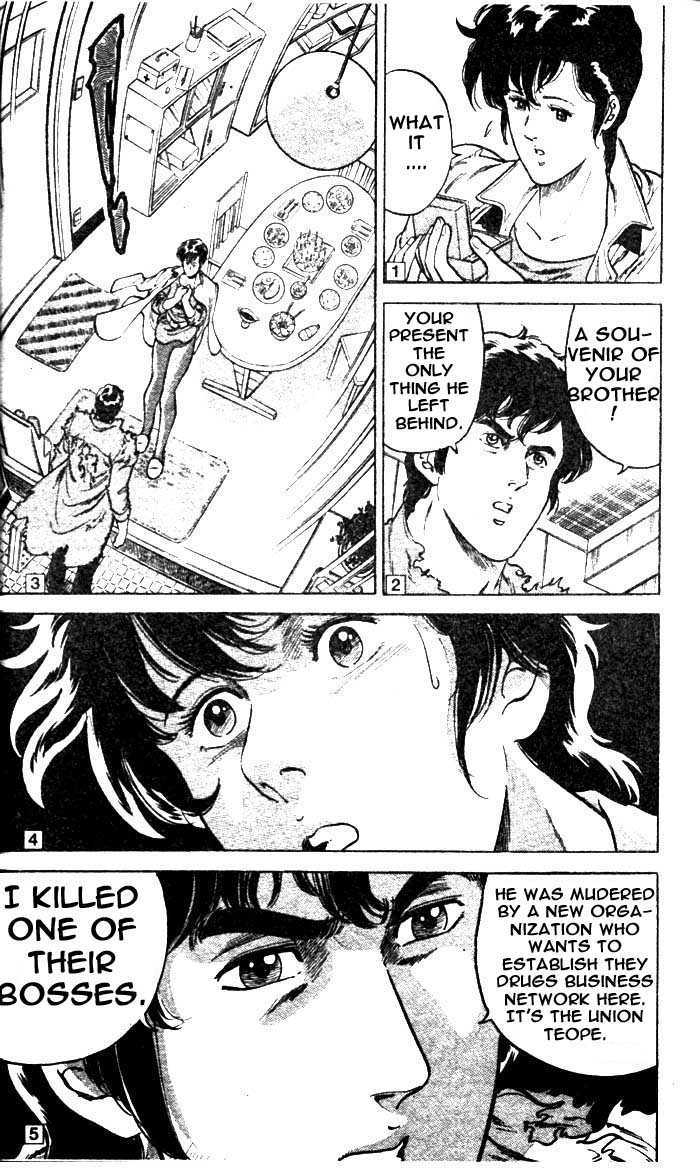 WHAT
IT
....
1
A SOU-
VENIR OF
YOUR
BROTHER
!
YOUR
PRESENT
THE
ONLY
THING HE
LEFT
BEHIND.
2
3
4
HE WAS MUDERED
BY A NEW ORGA-
NIZATION WHO
WANTS TO
ESTABLISH THEY
DRUGS BUSINESS
NETWORK HERE.
IT'S THE UNION
TEOPE.
I KILLED
ONE OF
THEIR
BOSSES.
5